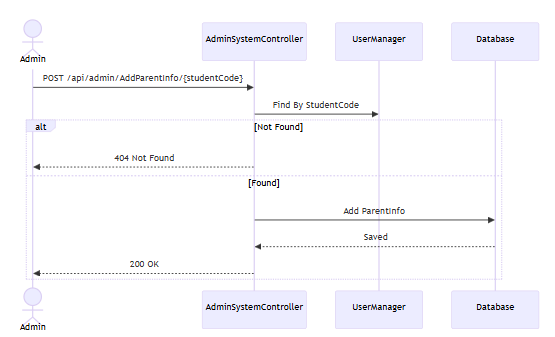 AdminSystemController
UserManager
Database
Admin
POST /api/admin/AddParentInfo/{studentCode}
Find By StudentCode
alt
[Not Found]
404 Not Found
[Found]
Add ParentInfo
Saved
200 OK
AdminSystemController
UserManager
Database
Admin